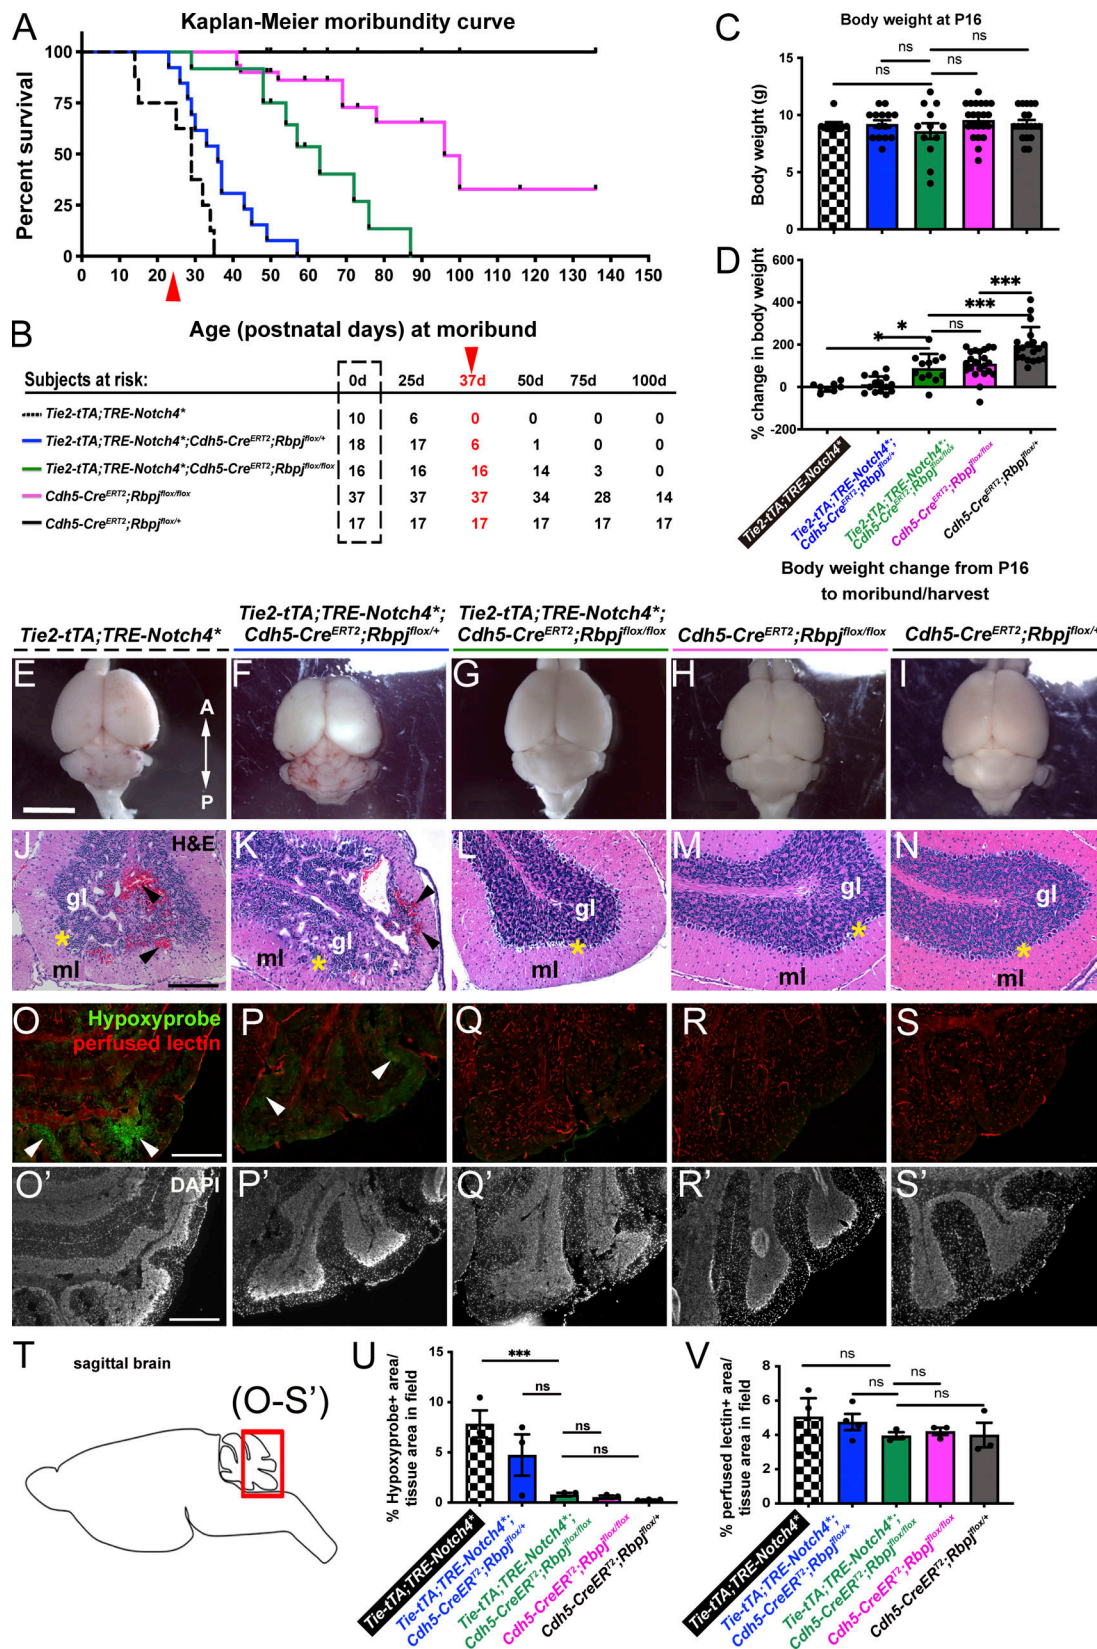 A
Kaplan-Meier moribundity curve
Percent survival
100
75
50
25
0
0 10 20 30 40 50 60 70 80 90 100 110 120 130 140 150
Age (postnatal days) at moribund
B
Subjects at risk: 0d 25d 37d 50d 75d 100d
Tie2-tTA;TRE-Notch4* 10 6 0 0 0 0
Tie2-tTA;TRE-Notch4*;Cdh5-CreERT2;Rbpjflox/+ 18 17 6 1 0 0
Tie2-tTA;TRE-Notch4*;Cdh5-CreERT2;Rbpjflox/flox 16 16 16 14 3 0
Cdh5-CreERT2;Rbpjflox/flox 37 37 37 34 28 14
Cdh5-CreERT2;Rbpjflox/+ 17 17 17 17 17 17
C
Body weight at P16
Body weight (g)
15
10
5
0
ns
ns
ns
ns
D
% change in body weight
600
400
200
0
-200
*
*
ns
***
***
Tie2-tTA;TRE-Notch4*
Tie2-tTA;TRE-Notch4*;
Cdh5-CreERT2;Rbpjflox/+
Tie2-tTA;TRE-Notch4*;
Cdh5-CreERT2;Rbpjflox/flox
Cdh5-CreERT2;Rbpjflox/flox
Cdh5-CreERT2;Rbpjflox/+
Body weight change from P16
to moribund/harvest
Tie2-tTA;TRE-Notch4*
Tie2-tTA;TRE-Notch4*;
Cdh5-CreERT2;Rbpjflox/+
Tie2-tTA;TRE-Notch4*;
Cdh5-CreERT2;Rbpjflox/flox
Cdh5-CreERT2;Rbpjflox/flox
Cdh5-CreERT2;Rbpjflox/+
E F G H I
A
P
J K L M N
H&E
gl gl gl gl gl
* * * * *
ml ml ml ml ml
O P Q R S
Hypoxyprobe
perfused lectin
O' P' Q' R' S'
DAPI
T
sagittal brain
(O-S')
U
% Hypoxyprobe+ area/
tissue area in field
15
10
5
0
***
ns
ns
ns
Tie-tTA;TRE-Notch4*
Tie-tTA;TRE-Notch4*;
Cdh5-CreERT2;Rbpjflox/+
Tie-tTA;TRE-Notch4*;
Cdh5-CreERT2;Rbpjflox/flox
Cdh5-CreERT2;Rbpjflox/flox
Cdh5-CreERT2;Rbpjflox/+
V
% perfused lectin+ area/
tissue area in field
8
6
4
2
0
ns
ns
ns
ns
Tie-tTA;TRE-Notch4*
Tie-tTA;TRE-Notch4*;
Cdh5-CreERT2;Rbpjflox/+
Tie-tTA;TRE-Notch4*;
Cdh5-CreERT2;Rbpjflox/flox
Cdh5-CreERT2;Rbpjflox/flox
Cdh5-CreERT2;Rbpjflox/+